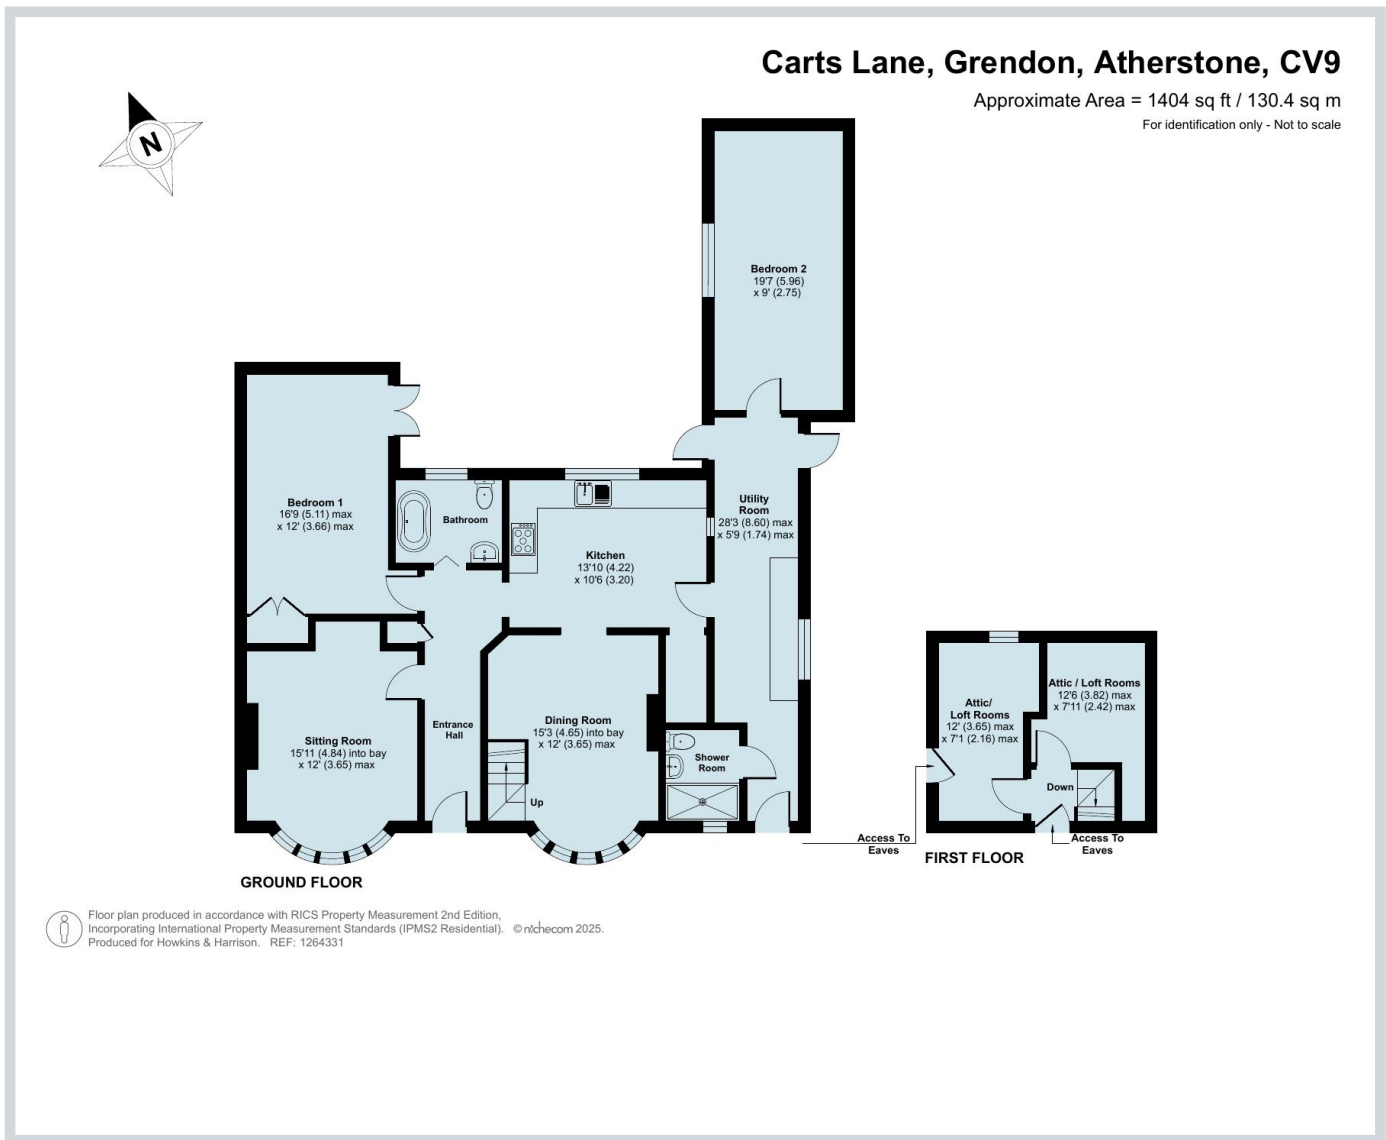 Carts Lane, Grendon, Atherstone, CV9
Approximate Area = 1404 sq ft / 130.4 sq m
For identification only - Not to scale
N
Bedroom 2
19'7 (5.96)
x 9' (2.75)
Bedroom 1
16'9 (5.11) max
x 12' (3.66) max
Bathroom
Kitchen
13'10 (4.22)
x 10'6 (3.20)
Utility
Room
28'3 (8.60) max
x 5'9 (1.74) max
Sitting Room
15'11 (4.84) into bay
x 12' (3.65) max
Entrance
Hall
Dining Room
15'3 (4.65) into bay
x 12' (3.65) max
Up
Shower
Room
Attic/
Loft Rooms
12' (3.65) max
x 7'1 (2.16) max
Attic / Loft Rooms
12'6 (3.82) max
x 7'11 (2.42) max
Down
Access To
Eaves
Access To
Eaves
FIRST FLOOR
GROUND FLOOR
Floor plan produced in accordance with RICS Property Measurement 2nd Edition,
Incorporating International Property Measurement Standards (IPMS2 Residential). © nichecom 2025.
Produced for Howkins & Harrison. REF: 1264331